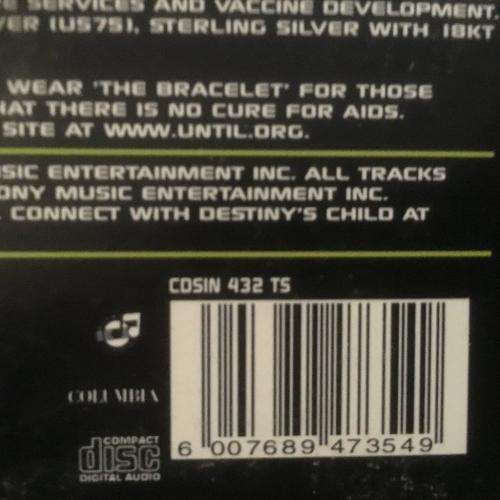 SERVICES AND VACCINE DEVELOPMENT
(US75), STERLING SILVER WITH 18KT
WEAR 'THE BRACELET' FOR THOSE
THERE IS NO CURE FOR AIDS.
SITE AT WWW.UNTIL.ORG.
ENTERTAINMENT INC. ALL TRACKS
MUSIC ENTERTAINMENT INC.
CONNECT WITH DESTINY'S CHILD AT
CDSIN 432 TS
COLUMBIA
COMPACT
disc
DIGITAL AUDIO
6 007689 473549